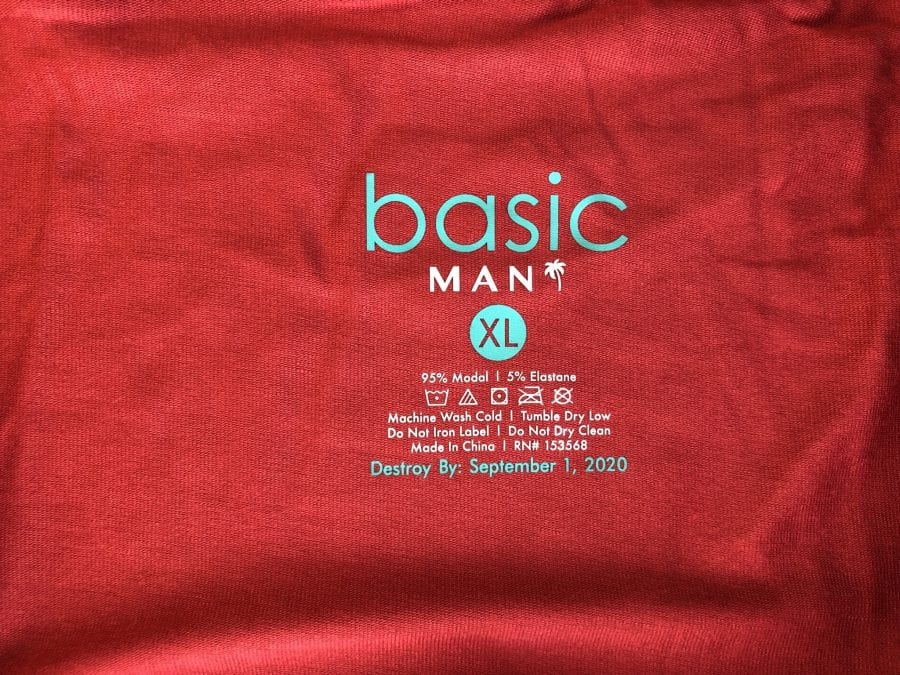 basic
MAN
XL
95% Modal | 5% Elastane
Machine Wash Cold | Tumble Dry Low
Do Not Iron Label | Do Not Dry Clean
Made In China | RN# 153568
Destroy By: September 1, 2020